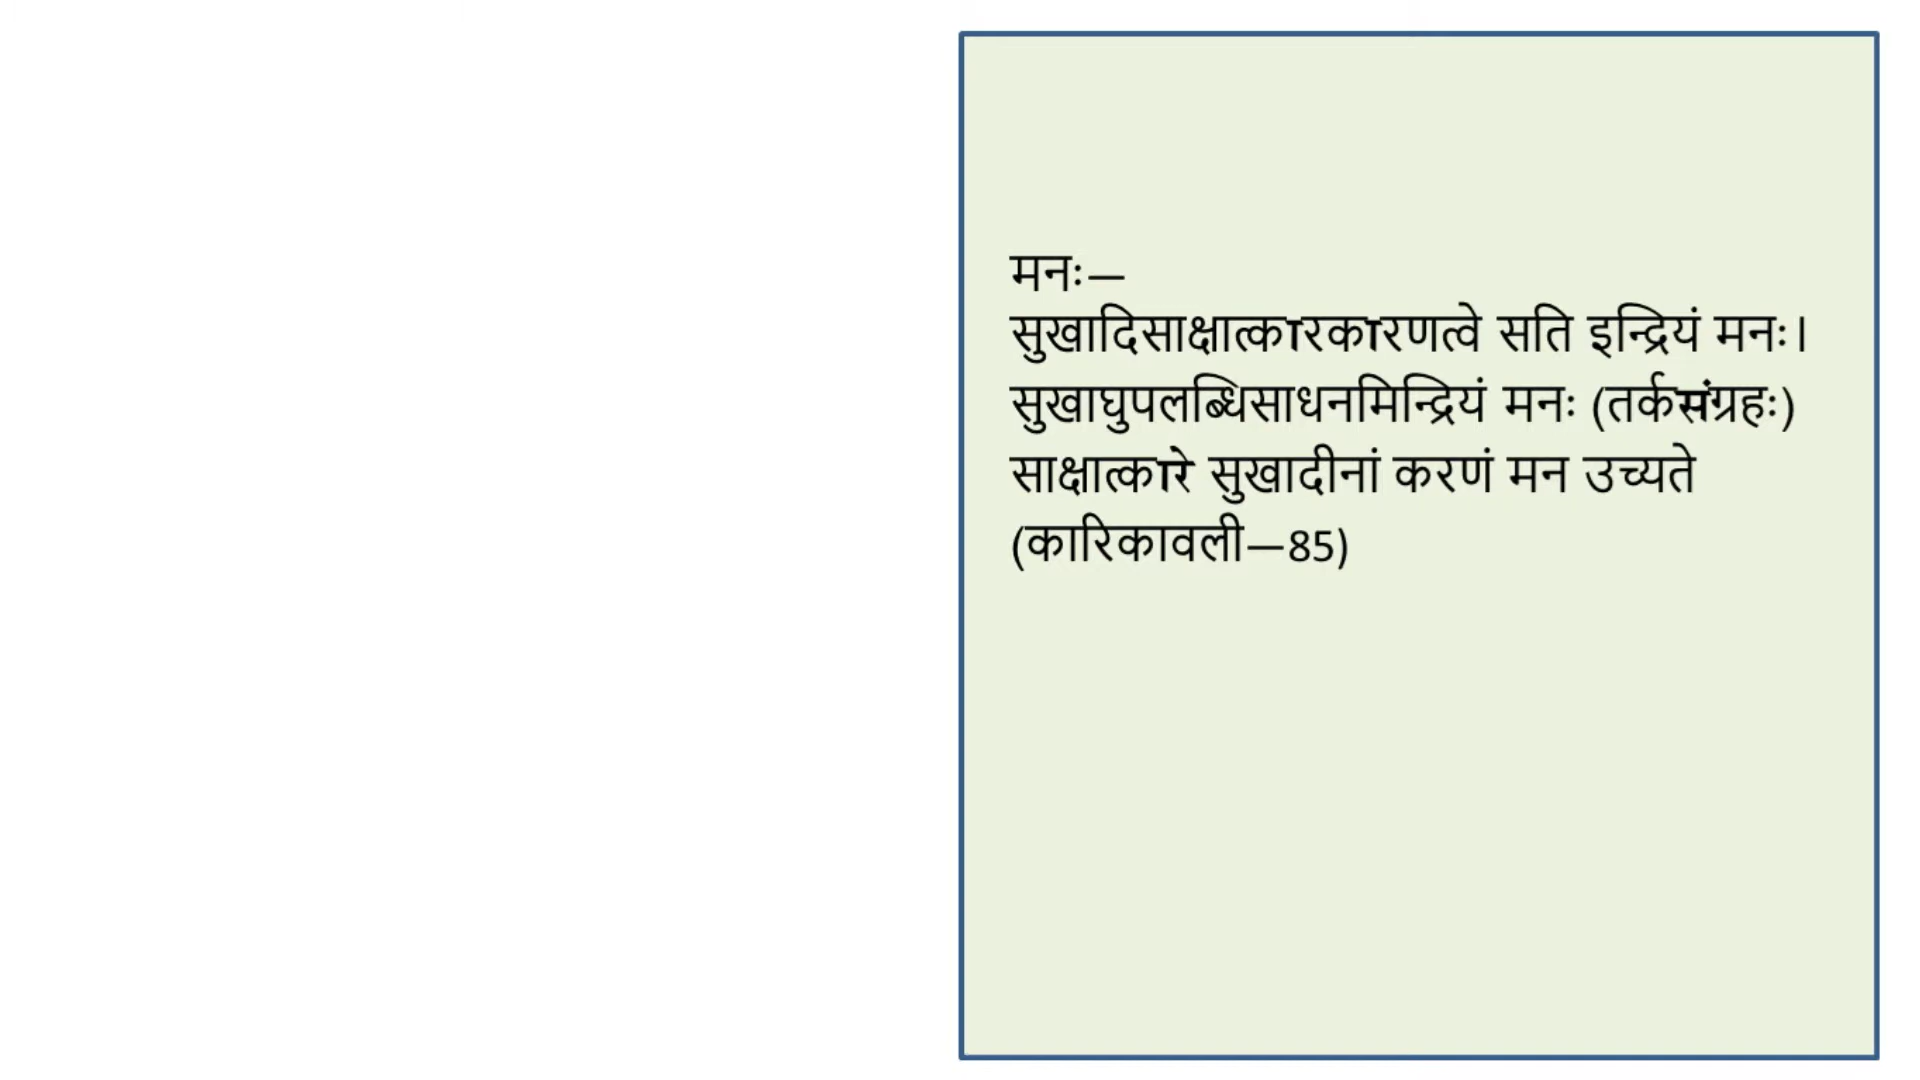 मनः—
सुखादिसाक्षात्कारकारणत्वे सति इन्द्रियं मनः।
सुखाघुपलब्धिसाधनमिन्द्रियं मनः (तर्कसंग्रहः)
साक्षात्कारे सुखादीनां करणं मन उच्यते
(कारिकावली—85)